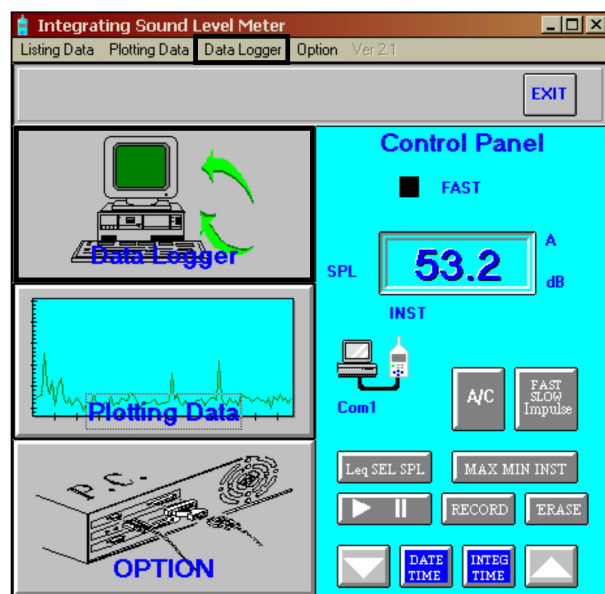 Integrating Sound Level Meter
Listing Data Plotting Data Data Logger Option Ver 2.1
EXIT
Data Logger
Plotting Data
P.C.
OPTION
Control Panel
FAST
SPL
53.2
A
dB
INST
Com1
A/C
FAST
SLOW
Impulse
Leq SEL SPL
MAX MIN INST
RECORD
ERASE
DATE
TIME
INTEG
TIME